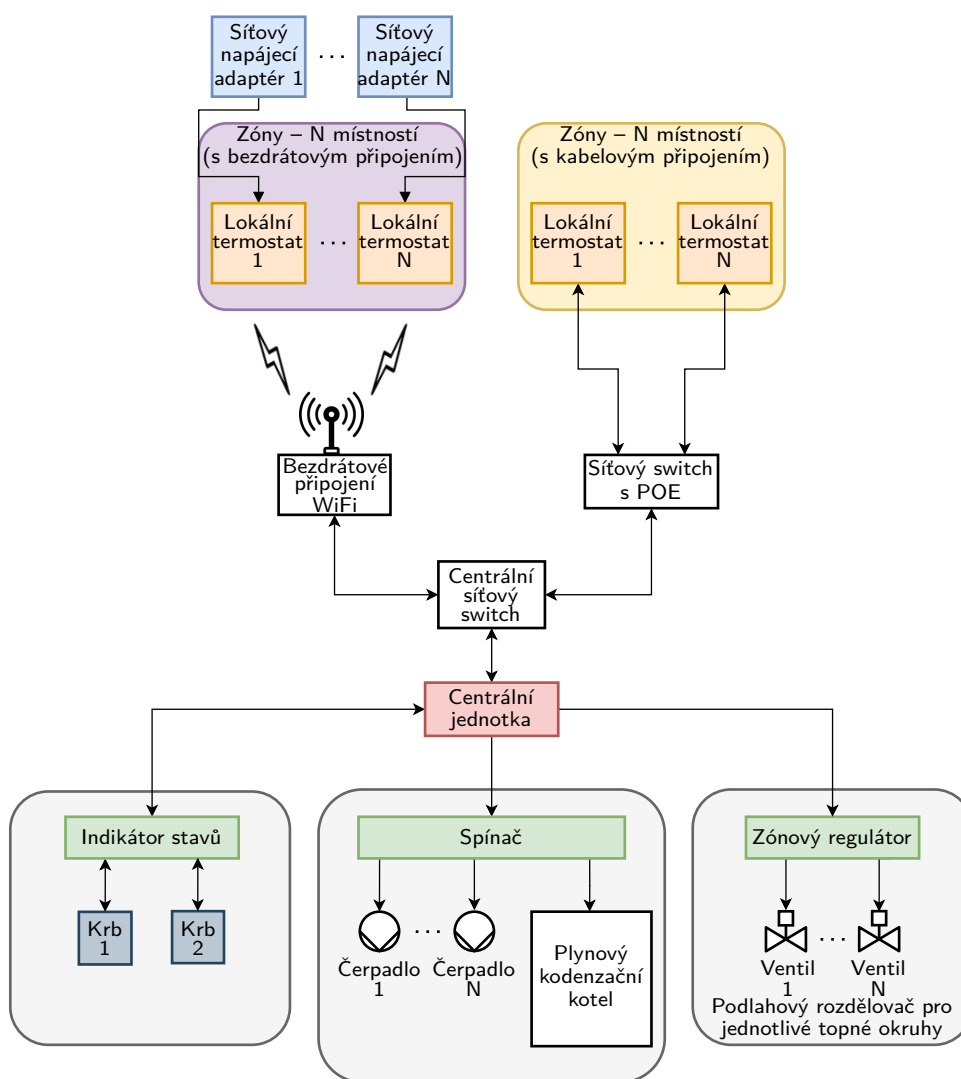 Síťový
napájecí
adaptér 1
. . .
Síťový
napájecí
adaptér N
Zóny – N místností
(s bezdrátovým připojením)
Lokální
termostat
1
. . .
Lokální
termostat
N
Zóny – N místností
(s kabelovým připojením)
Lokální
termostat
1
. . .
Lokální
termostat
N
Bezdrátové
připojení
WiFi
Síťový switch
s POE
Centrální
síťový
switch
Centrální
jednotka
Indikátor stavů
Krb
1
Krb
2
Spínač
Čerpadlo
1
. . .
Čerpadlo
N
Plynový
kodenzační
kotel
Zónový regulátor
Ventil
1
. . .
Ventil
N
Podlahový rozdělovač pro
jednotlivé topné okruhy